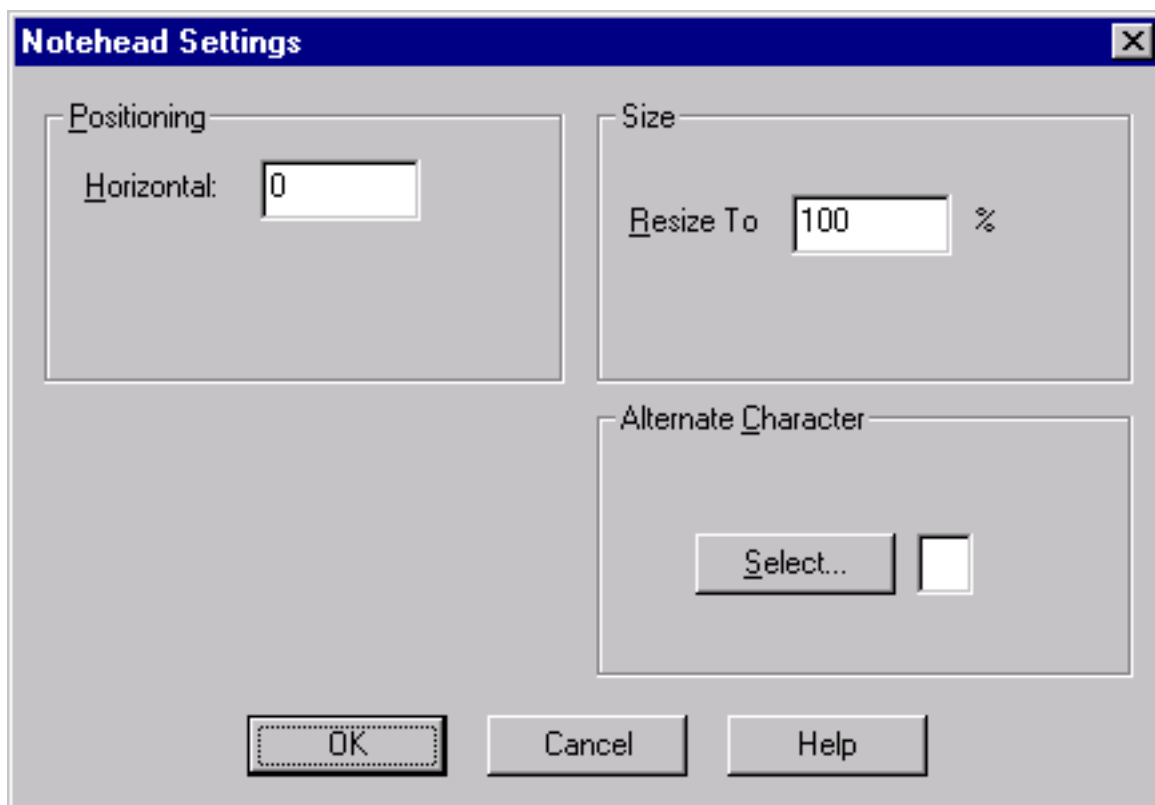 Notehead Settings
Positioning
Horizontal: 0
Size
Resize To 100 %
Alternate Character
Select...
OK Cancel Help